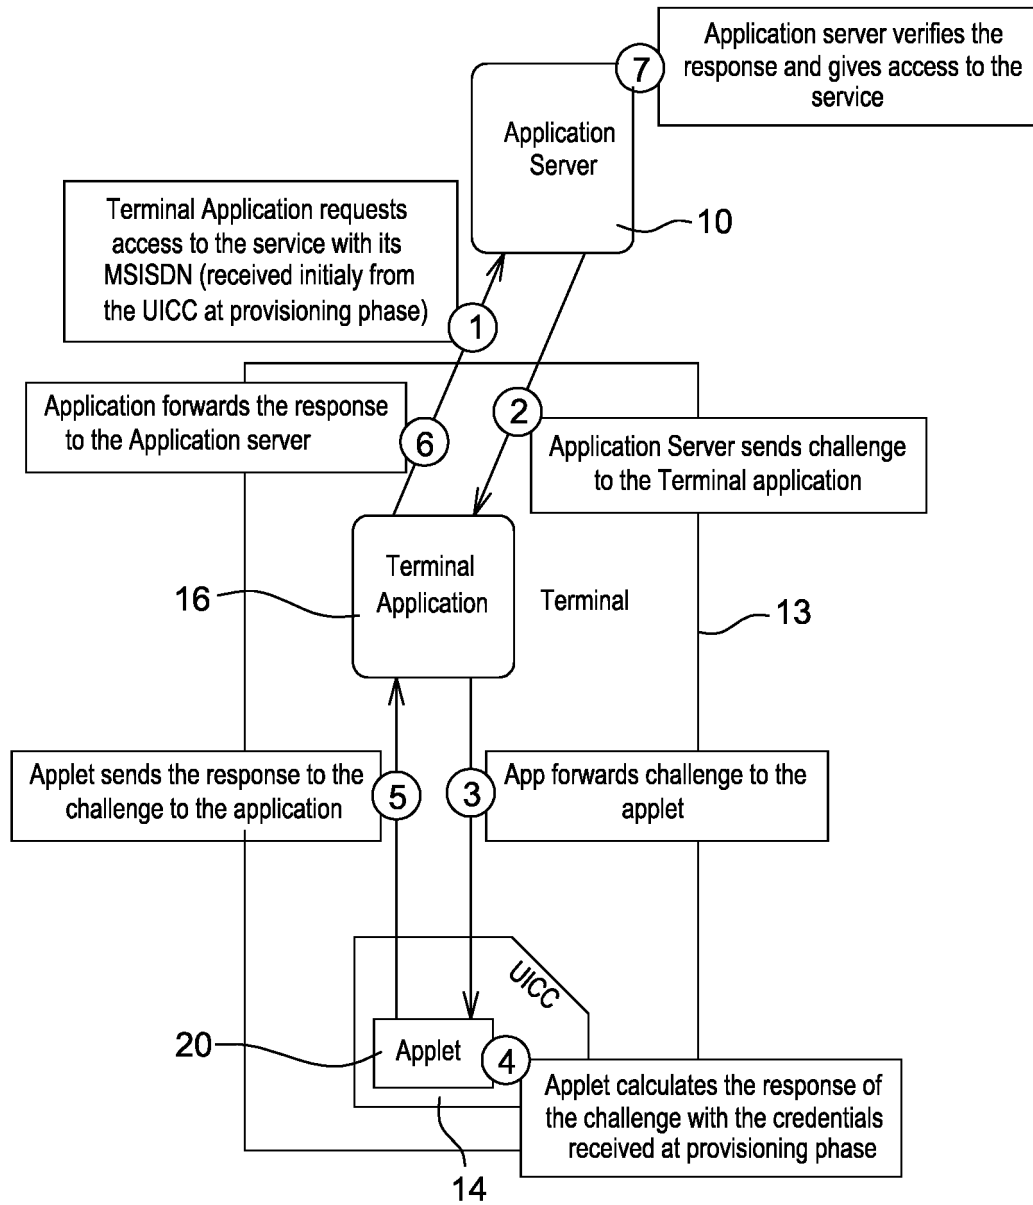 Application server verifies the
response and gives access to the
service
7
Application
Server
10
Terminal Application requests
access to the service with its
MSISDN (received initialy from
the UICC at provisioning phase)
1
Application forwards the response
to the Application server
6
2
Application Server sends challenge
to the Terminal application
Terminal
Application
16
Terminal
13
Applet sends the response to the
challenge to the application
5
3
App forwards challenge to the
applet
UICC
20
Applet
4
Applet calculates the response of
the challenge with the credentials
received at provisioning phase
14